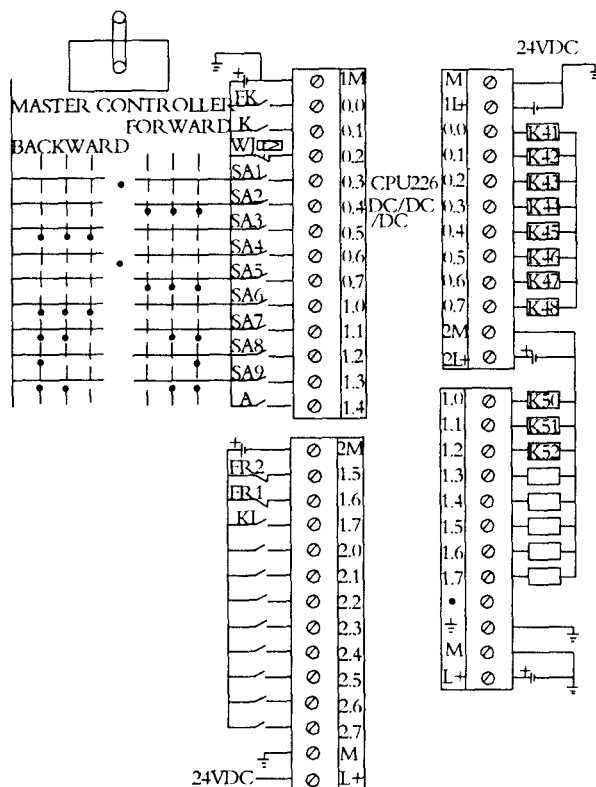 24VDC
1M
M
MASTER CONTROLLER
FK
0.0
1L+
FORWARD
K
0.1
0.0
K41
BACKWARD
WJ
0.2
0.1
K42
SA1
0.3
CPU226
0.2
K43
SA2
0.4
DC/DC
0.3
K44
SA3
0.5
/DC
0.4
K45
SA4
0.6
0.5
K46
SA5
0.7
0.6
K47
SA6
1.0
0.7
K48
SA7
1.1
2M
SA8
1.2
2L+
SA9
1.3
A
1.4
1.0
K50
1.1
K51
2M
1.2
K52
FR2
1.5
1.3
FR1
1.6
1.4
1.7
1.5
2.0
1.6
2.1
1.7
2.2
2.3
2.4
M
2.5
L+
2.6
2.7
M
24VDC
L+